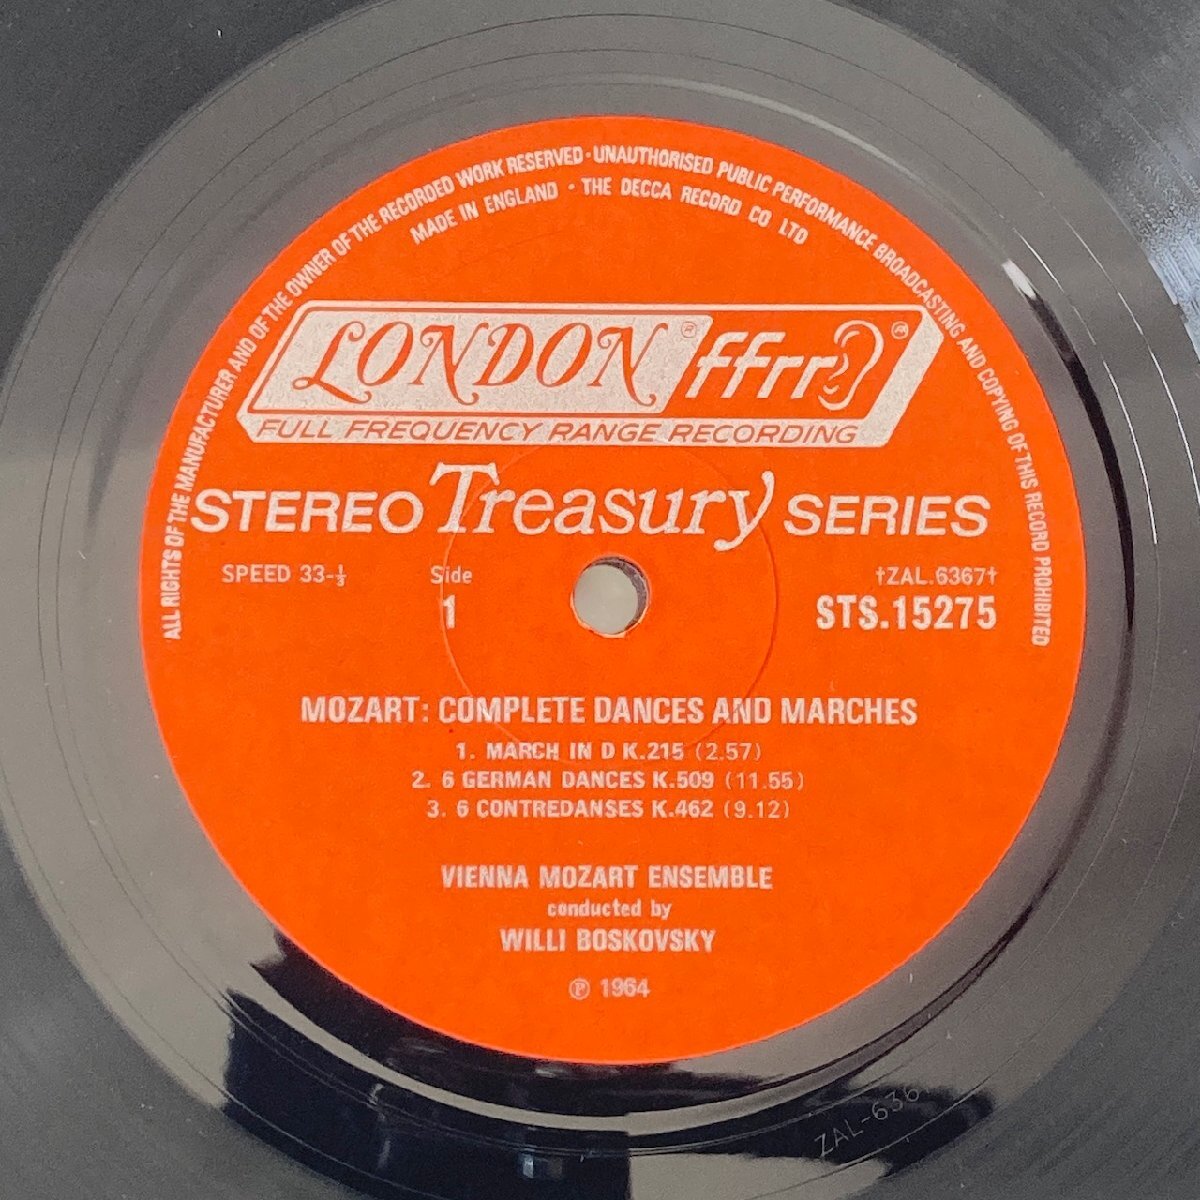 ALL RIGHTS OF THE MANUFACTURER AND OF THE OWNER OF THE RECORDED WORK RESERVED · UNAUTHORISED PUBLIC PERFORMANCE BROADCASTING AND COPYING OF THIS RECORD PROHIBITED
MADE IN ENGLAND · THE DECCA RECORD CO LTD
LONDON ® ffrr ®
FULL FREQUENCY RANGE RECORDING
STEREO Treasury SERIES
SPEED 33-⅓ Side †ZAL.6367†
1 STS.15275
MOZART: COMPLETE DANCES AND MARCHES
1. MARCH IN D K.215 (2.57)
2. 6 GERMAN DANCES K.509 (11.55)
3. 6 CONTREDANSES K.462 (9.12)
VIENNA MOZART ENSEMBLE
conducted by
WILLI BOSKOVSKY
℗ 1964